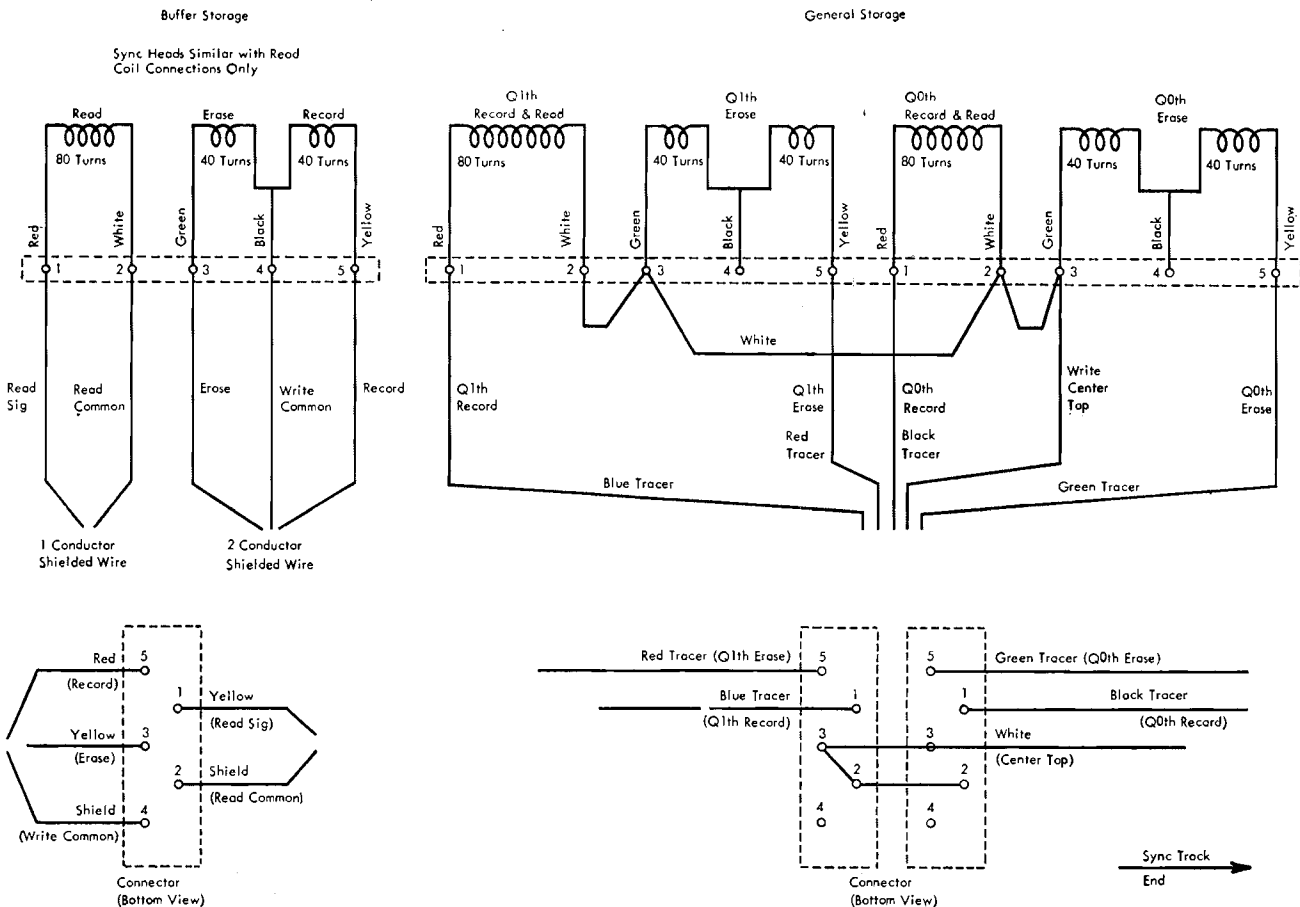 Buffer Storage
General Storage
Sync Heads Similar with Read
Coil Connections Only
Read
80 Turns
Erase
40 Turns
Record
40 Turns
Q1th
Record & Read
80 Turns
Q1th
Erose
40 Turns
40 Turns
Q0th
Record & Read
80 Turns
Q0th
Erase
40 Turns
40 Turns
Red
White
Green
Black
Yellow
Red
White
Green
Black
Yellow
Red
White
Green
Black
Yellow
1
2
3
4
5
1
2
3
4
5
1
2
3
4
5
White
Read
Sig
Read
Common
Erose
Write
Common
Record
Q1th
Record
Q1th
Erase
Red
Tracer
Q0th
Record
Black
Tracer
Write
Center
Top
Q0th
Erase
Blue Tracer
Green Tracer
1 Conductor
Shielded Wire
2 Conductor
Shielded Wire
Red
(Record)
5
1
Yellow
(Read Sig)
Yellow
(Erase)
3
2
Shield
(Read Common)
Shield
(Write Common)
4
Connector
(Bottom View)
Red Tracer (Q1th Erase)
5
5
Green Tracer (Q0th Erase)
Blue Tracer
(Q1th Record)
1
1
Black Tracer
(Q0th Record)
3
3
White
(Center Top)
2
2
4
4
Connector
(Bottom View)
Sync Track
End